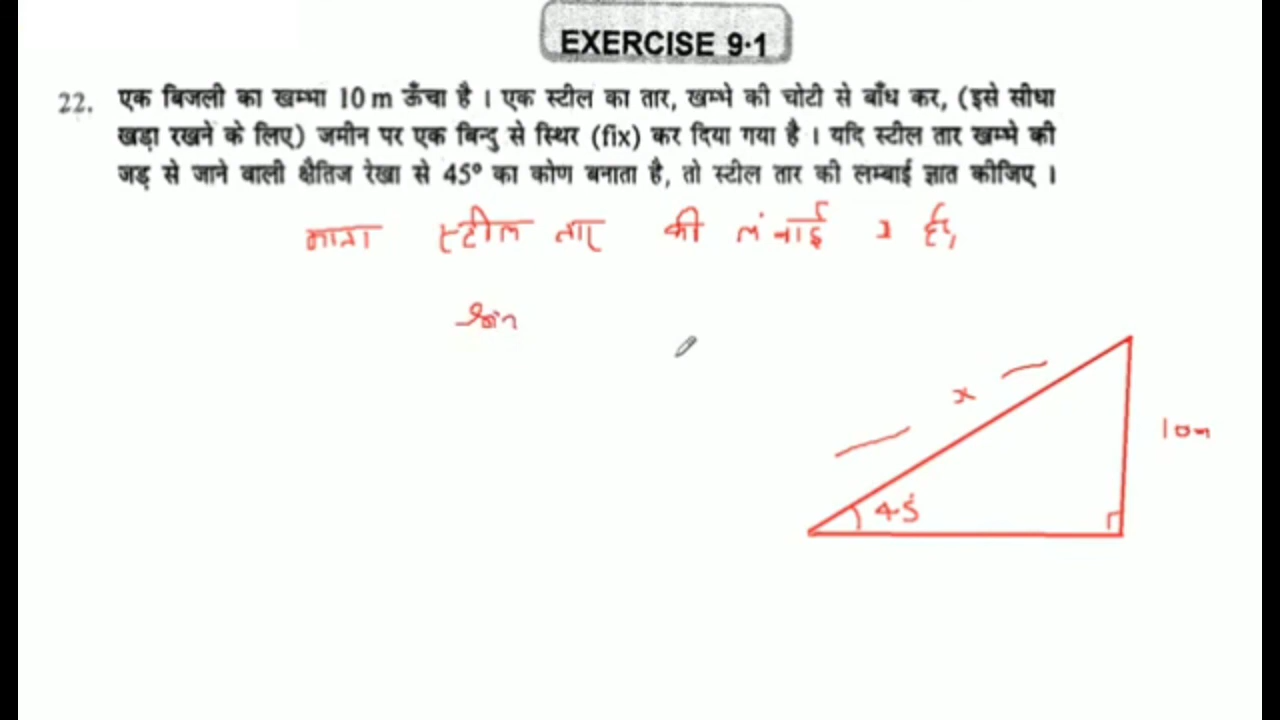 EXERCISE 9·1
22. एक बिजली का खम्भा 10 m ऊँचा है । एक स्टील का तार, खम्भे की चोटी से बाँध कर, (इसे सीधा
खड़ा रखने के लिए) जमीन पर एक बिन्दु से स्थिर (fix) कर दिया गया है । यदि स्टील तार खम्भे की
जड़ से जाने वाली क्षैतिज रेखा से 45° का कोण बनाता है, तो स्टील तार की लम्बाई ज्ञात कीजिए ।
माना स्टील तार की लंबाई x है,
Sin
x
10m
45°